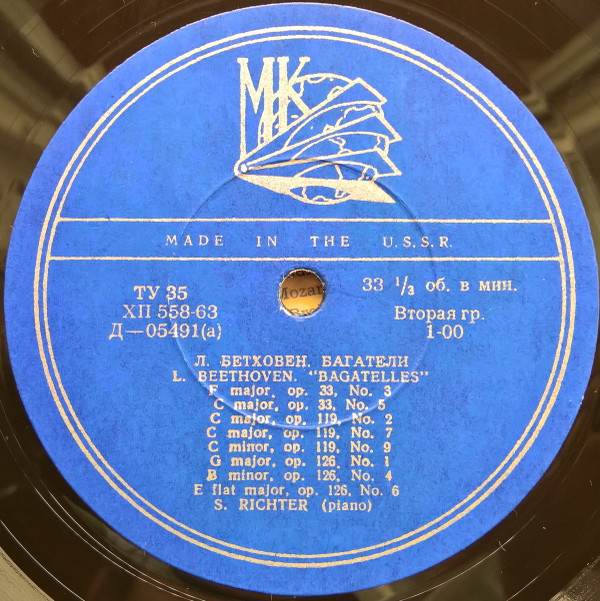 МК
MADE IN THE U.S.S.R.
ТУ 35
ХП 558-63
Д—05491(а)
Mozar
33 1/3 об. в мин.
Вторая гр.
1-00
Л. БЕТХОВЕН. БАГАТЕЛИ
L. BEETHOVEN. "BAGATELLES"
F major, op. 33, No. 3
C major, op. 33, No. 5
C major, op. 119, No. 2
C major, op. 119, No. 7
C minor, op. 119, No. 9
G major, op. 126, No. 1
B minor, op. 126, No. 4
E flat major, op. 126, No. 6
S. RICHTER (piano)